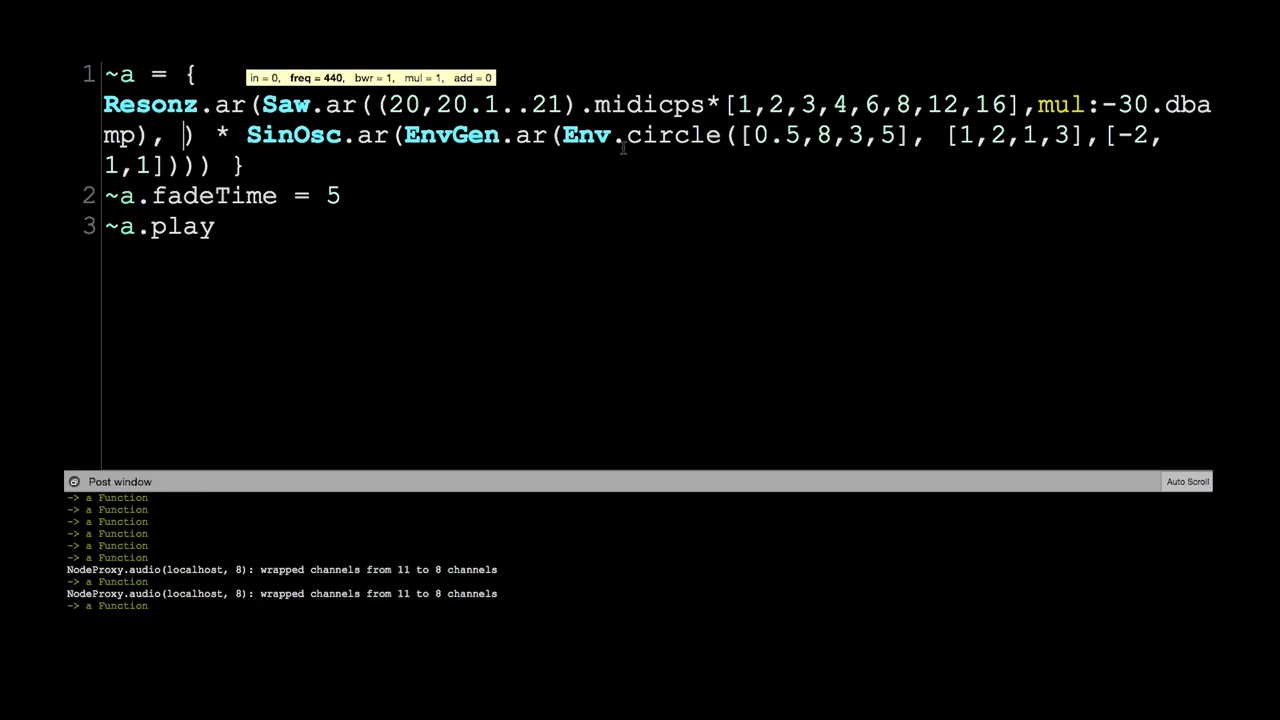 1 ~a = {
in = 0, freq = 440, bwr = 1, mul = 1, add = 0
Resonz.ar(Saw.ar((20,20.1..21).midicps*[1,2,3,4,6,8,12,16],mul:-30.dba
mp), ) * SinOsc.ar(EnvGen.ar(Env.circle([0.5,8,3,5], [1,2,1,3],[-2,
1,1]))) }
2 ~a.fadeTime = 5
3 ~a.play
Post window
Auto Scroll
-> a Function
-> a Function
-> a Function
-> a Function
-> a Function
-> a Function
NodeProxy.audio(localhost, 8): wrapped channels from 11 to 8 channels
-> a Function
NodeProxy.audio(localhost, 8): wrapped channels from 11 to 8 channels
-> a Function